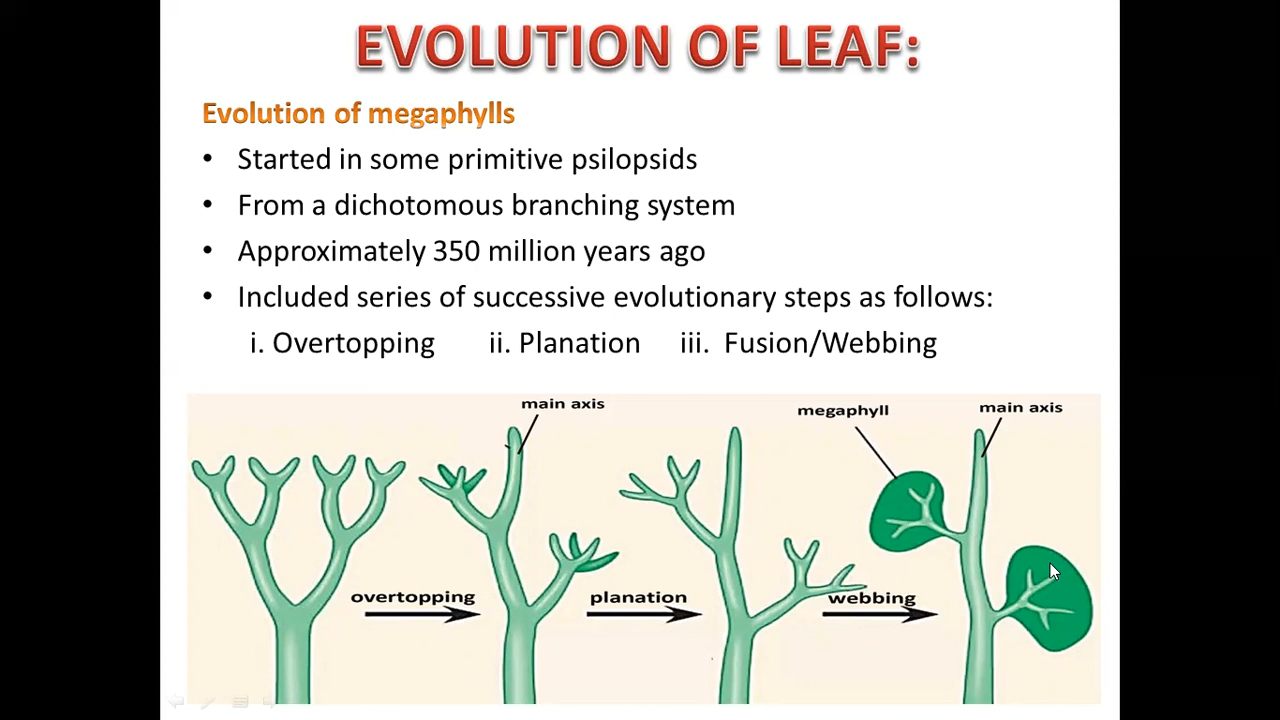 EVOLUTION OF LEAF:
Evolution of megaphylls
• Started in some primitive psilopsids
• From a dichotomous branching system
• Approximately 350 million years ago
• Included series of successive evolutionary steps as follows:
i. Overtopping ii. Planation iii. Fusion/Webbing
main axis
megaphyll
main axis
overtopping
planation
webbing